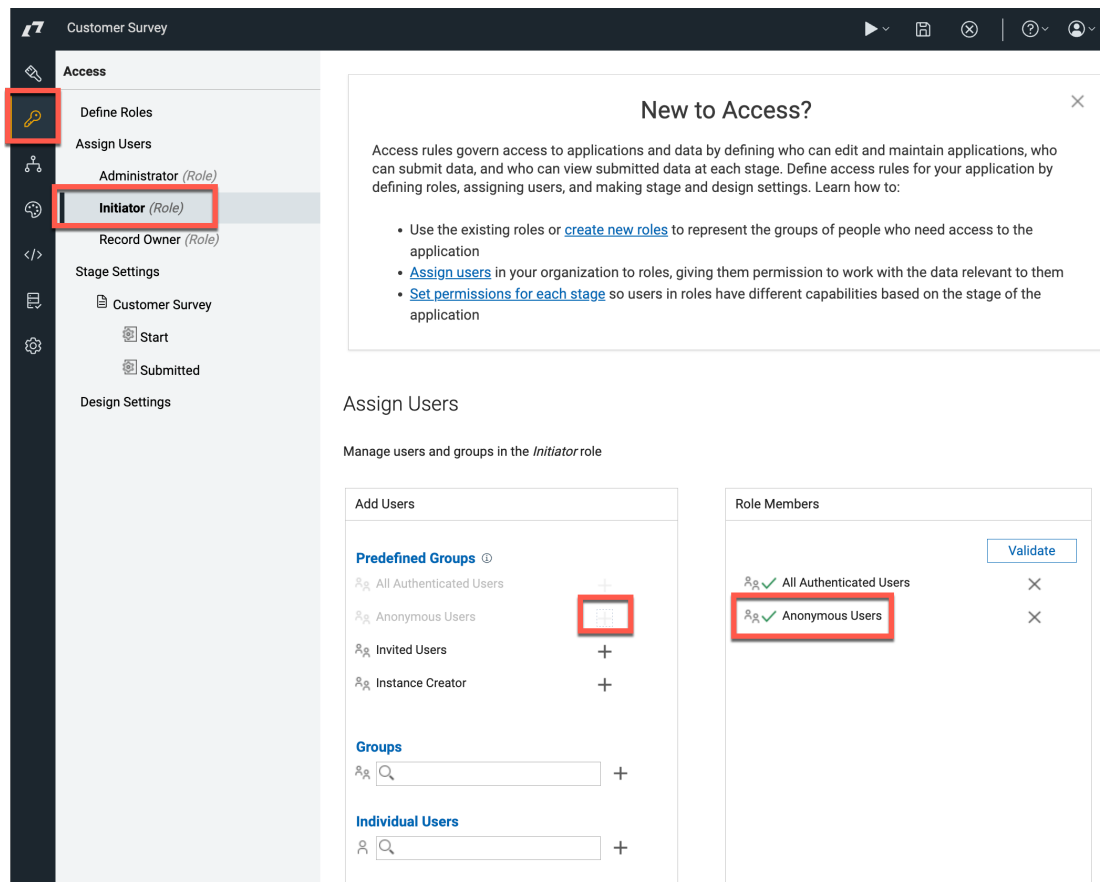 Customer Survey
Access
Define Roles
Assign Users
Administrator (Role)
Initiator (Role)
Record Owner (Role)
Stage Settings
Customer Survey
Start
Submitted
Design Settings
New to Access?
Access rules govern access to applications and data by defining who can edit and maintain applications, who
can submit data, and who can view submitted data at each stage. Define access rules for your application by
defining roles, assigning users, and making stage and design settings. Learn how to:
• Use the existing roles or create new roles to represent the groups of people who need access to the
application
• Assign users in your organization to roles, giving them permission to work with the data relevant to them
• Set permissions for each stage so users in roles have different capabilities based on the stage of the
application
Assign Users
Manage users and groups in the Initiator role
Add Users
Predefined Groups
All Authenticated Users
Anonymous Users
Invited Users
Instance Creator
Groups
Individual Users
Role Members
Validate
All Authenticated Users
Anonymous Users